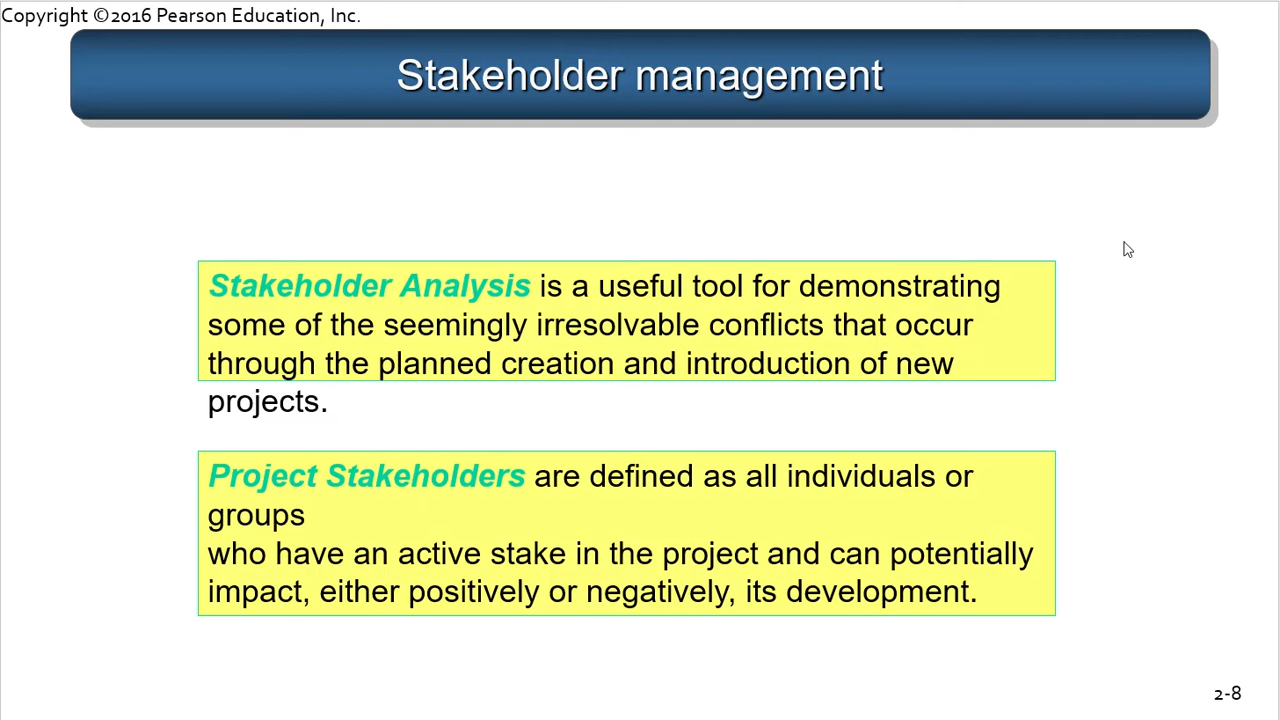 Copyright ©2016 Pearson Education, Inc.
Stakeholder management
Stakeholder Analysis is a useful tool for demonstrating
some of the seemingly irresolvable conflicts that occur
through the planned creation and introduction of new
projects.
Project Stakeholders are defined as all individuals or
groups
who have an active stake in the project and can potentially
impact, either positively or negatively, its development.
2-8